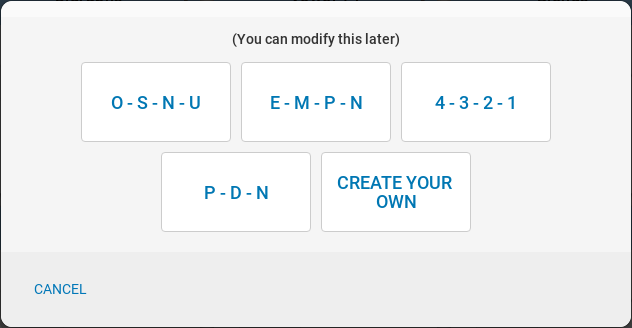 (You can modify this later)
O - S - N - U
E - M - P - N
4 - 3 - 2 - 1
P - D - N
CREATE YOUR
OWN
CANCEL